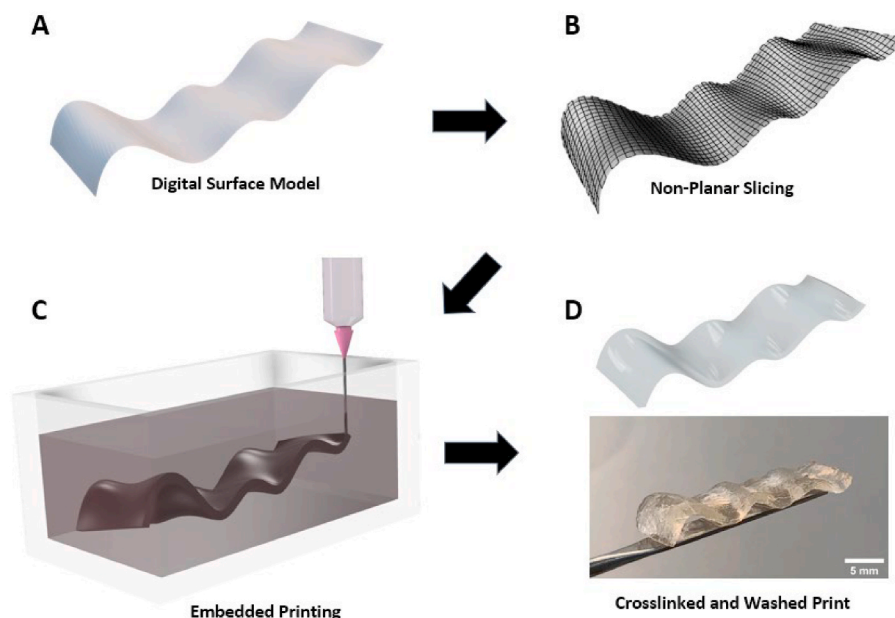 A
B
Digital Surface Model
Non-Planar Slicing
C
D
5 mm
Embedded Printing
Crosslinked and Washed Print